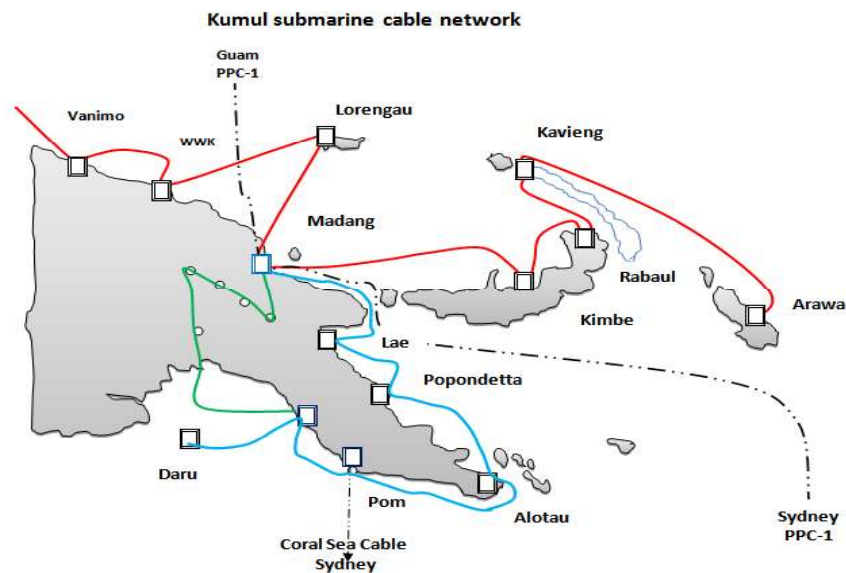 Kumul submarine cable network
Guam
PPC-1
Vanimo
WWK
Lorengau
Kavieng
Madang
Rabaul
Arawa
Kimbe
Lae
Popondetta
Daru
Pom
Alotau
Coral Sea Cable
Sydney
Sydney
PPC-1